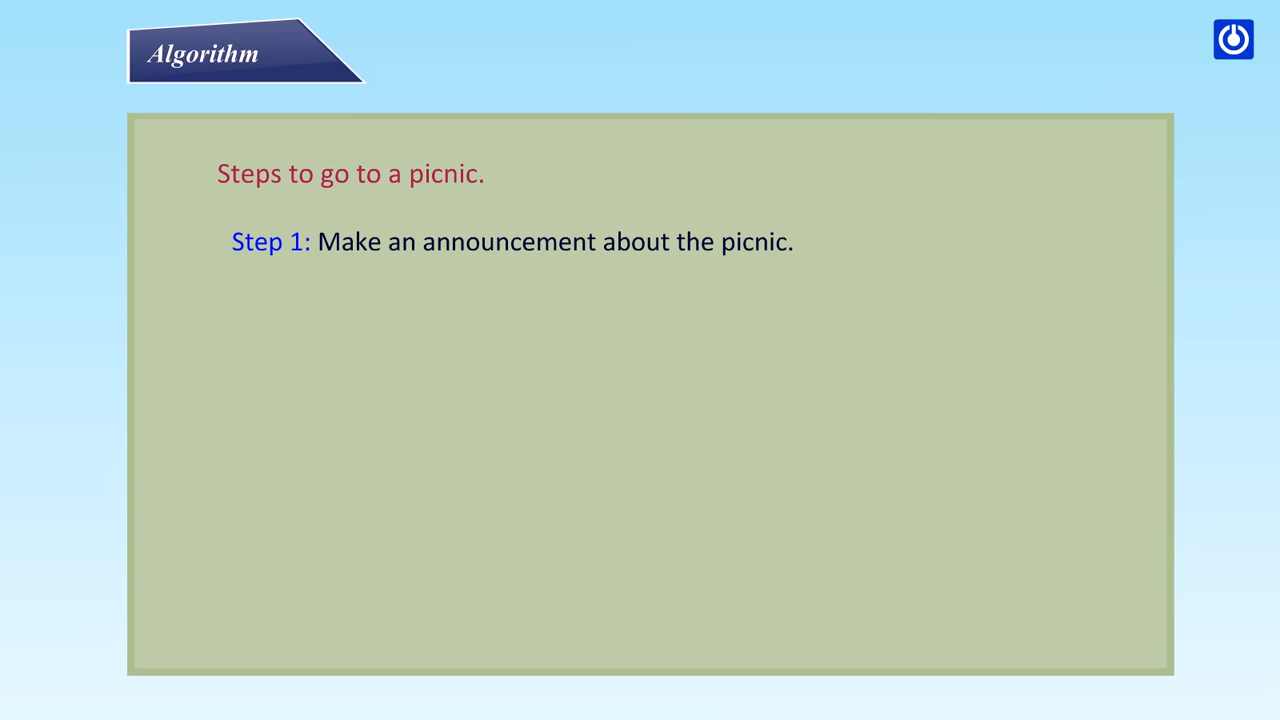 Algorithm
Steps to go to a picnic.
Step 1: Make an announcement about the picnic.